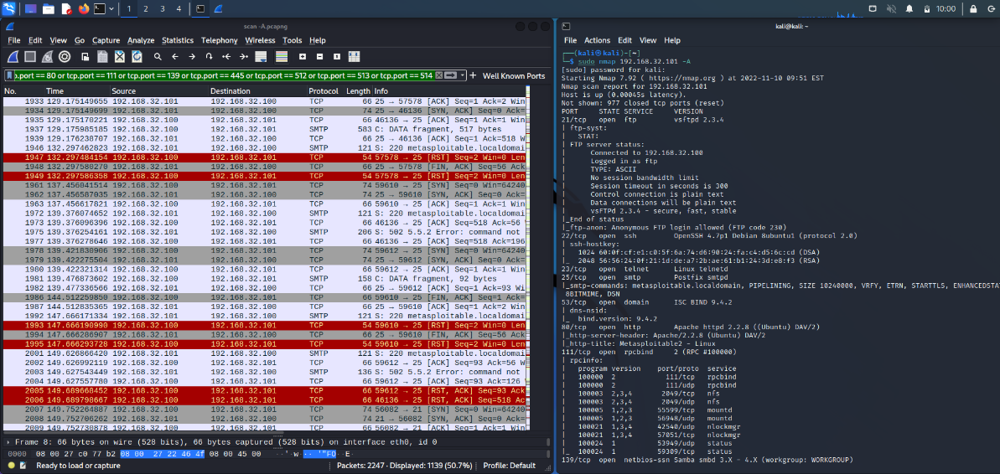 1 2 3 4 10:00
scan -A.pcapng
File Edit View Go Capture Analyze Statistics Telephony Wireless Tools Help
p.port == 80 or tcp.port == 111 or tcp.port == 139 or tcp.port == 445 or tcp.port == 512 or tcp.port == 513 or tcp.port == 514 + Well Known Ports
No. Time Source Destination Protocol Length Info
1933 129.175149655 192.168.32.101 192.168.32.100 TCP 66 25 → 57578 [ACK] Seq=1 Ack=2 Win
1934 129.175149699 192.168.32.101 192.168.32.100 TCP 74 25 → 46136 [SYN, ACK] Seq=0 Ack=
1935 129.175170221 192.168.32.100 192.168.32.101 TCP 66 46136 → 25 [ACK] Seq=1 Ack=1 Win
1937 129.175985185 192.168.32.100 192.168.32.101 SMTP 583 C: DATA fragment, 517 bytes
1939 129.176238707 192.168.32.101 192.168.32.100 TCP 66 25 → 46136 [ACK] Seq=1 Ack=518 W
1946 132.297462823 192.168.32.101 192.168.32.100 SMTP 121 S: 220 metasploitable.localdomai
1947 132.297484154 192.168.32.100 192.168.32.101 TCP 54 57578 → 25 [RST] Seq=2 Win=0 Len
1948 132.297580270 192.168.32.101 192.168.32.100 TCP 66 25 → 57578 [FIN, ACK] Seq=56 Ack
1949 132.297586358 192.168.32.100 192.168.32.101 TCP 54 57578 → 25 [RST] Seq=2 Win=0 Len
1961 137.456041514 192.168.32.100 192.168.32.101 TCP 74 59610 → 25 [SYN] Seq=0 Win=64240
1962 137.456587035 192.168.32.101 192.168.32.100 TCP 74 25 → 59610 [SYN, ACK] Seq=0 Ack=
1963 137.456617821 192.168.32.100 192.168.32.101 TCP 66 59610 → 25 [ACK] Seq=1 Ack=1 Win
1972 139.376074652 192.168.32.101 192.168.32.100 SMTP 121 S: 220 metasploitable.localdomai
1973 139.376096396 192.168.32.100 192.168.32.101 TCP 66 46136 → 25 [ACK] Seq=518 Ack=56
1975 139.376254161 192.168.32.101 192.168.32.100 SMTP 206 S: 502 5.5.2 Error: command not
1977 139.376278646 192.168.32.100 192.168.32.101 TCP 66 46136 → 25 [ACK] Seq=518 Ack=196
1978 139.421830906 192.168.32.100 192.168.32.101 TCP 74 59612 → 25 [SYN] Seq=0 Win=64240
1979 139.422275504 192.168.32.101 192.168.32.100 TCP 74 25 → 59612 [SYN, ACK] Seq=0 Ack=
1980 139.422321314 192.168.32.100 192.168.32.101 TCP 66 59612 → 25 [ACK] Seq=1 Ack=1 Win
1981 139.476873602 192.168.32.100 192.168.32.101 SMTP 158 C: DATA fragment, 92 bytes
1982 139.477336566 192.168.32.101 192.168.32.100 TCP 66 25 → 59612 [ACK] Seq=1 Ack=93 Wi
1986 144.512259850 192.168.32.100 192.168.32.101 TCP 66 59610 → 25 [FIN, ACK] Seq=1 Ack=
1987 144.512835365 192.168.32.101 192.168.32.100 TCP 66 25 → 59610 [ACK] Seq=1 Ack=2 Win
1992 147.666171334 192.168.32.101 192.168.32.100 SMTP 121 S: 220 metasploitable.localdomai
1993 147.666190990 192.168.32.100 192.168.32.101 TCP 54 59610 → 25 [RST] Seq=2 Win=0 Len
1994 147.666286907 192.168.32.101 192.168.32.100 TCP 66 25 → 59610 [FIN, ACK] Seq=56 Ack
1995 147.666293728 192.168.32.100 192.168.32.101 TCP 54 59610 → 25 [RST] Seq=2 Win=0 Len
2001 149.626866420 192.168.32.101 192.168.32.100 SMTP 121 S: 220 metasploitable.localdomai
2002 149.626992119 192.168.32.100 192.168.32.101 TCP 66 59612 → 25 [ACK] Seq=93 Ack=56 W
2003 149.627543449 192.168.32.101 192.168.32.100 SMTP 136 S: 502 5.5.2 Error: command not
2004 149.627557780 192.168.32.100 192.168.32.101 TCP 66 59612 → 25 [ACK] Seq=93 Ack=126
2005 149.689668452 192.168.32.100 192.168.32.101 TCP 66 59612 → 25 [RST, ACK] Seq=93 Ack
2006 149.689798667 192.168.32.100 192.168.32.101 TCP 66 46136 → 25 [RST, ACK] Seq=518 Ac
2007 149.752264887 192.168.32.100 192.168.32.101 TCP 74 56082 → 21 [SYN] Seq=0 Win=64240
2008 149.752706262 192.168.32.101 192.168.32.100 TCP 74 21 → 56082 [SYN, ACK] Seq=0 Ack=
2009 149.752730878 192.168.32.100 192.168.32.101 TCP 66 56082 → 21 [ACK] Seq=1 Ack=1 Win
Frame 8: 66 bytes on wire (528 bits), 66 bytes captured (528 bits) on interface eth0, id 0
0000 08 00 27 c0 77 b2 08 00 27 22 46 4f 08 00 45 00 ··'·w··· '"FO··E·
Ready to load or capture Packets: 2247 · Displayed: 1139 (50.7%) Profile: Default
kali@kali: ~
File Actions Edit View Help
(kali㉿kali)-[~]
$ sudo nmap 192.168.32.101 -A
[sudo] password for kali:
Starting Nmap 7.92 ( https://nmap.org ) at 2022-11-10 09:51 EST
Nmap scan report for 192.168.32.101
Host is up (0.00045s latency).
Not shown: 977 closed tcp ports (reset)
PORT STATE SERVICE VERSION
21/tcp open ftp vsftpd 2.3.4
| ftp-syst:
| STAT:
| FTP server status:
| Connected to 192.168.32.100
| Logged in as ftp
| TYPE: ASCII
| No session bandwidth limit
| Session timeout in seconds is 300
| Control connection is plain text
| Data connections will be plain text
| vsFTPd 2.3.4 - secure, fast, stable
|_End of status
|_ftp-anon: Anonymous FTP login allowed (FTP code 230)
22/tcp open ssh OpenSSH 4.7p1 Debian 8ubuntu1 (protocol 2.0)
| ssh-hostkey:
| 1024 60:0f:cf:e1:c0:5f:6a:74:d6:90:24:fa:c4:d5:6c:cd (DSA)
|_ 2048 56:56:24:0f:21:1d:de:a7:2b:ae:61:b1:24:3d:e8:f3 (RSA)
23/tcp open telnet Linux telnetd
25/tcp open smtp Postfix smtpd
|_smtp-commands: metasploitable.localdomain, PIPELINING, SIZE 10240000, VRFY, ETRN, STARTTLS, ENHANCEDSTA
8BITMIME, DSN
53/tcp open domain ISC BIND 9.4.2
| dns-nsid:
|_ bind.version: 9.4.2
80/tcp open http Apache httpd 2.2.8 ((Ubuntu) DAV/2)
|_http-server-header: Apache/2.2.8 (Ubuntu) DAV/2
|_http-title: Metasploitable2 - Linux
111/tcp open rpcbind 2 (RPC #100000)
| rpcinfo:
| program version port/proto service
| 100000 2 111/tcp rpcbind
| 100000 2 111/udp rpcbind
| 100003 2,3,4 2049/tcp nfs
| 100003 2,3,4 2049/udp nfs
| 100005 1,2,3 55599/tcp mountd
| 100005 1,2,3 56948/udp mountd
| 100021 1,3,4 42540/udp nlockmgr
| 100021 1,3,4 57051/tcp nlockmgr
| 100024 1 53949/udp status
|_ 100024 1 59309/tcp status
139/tcp open netbios-ssn Samba smbd 3.X - 4.X (workgroup: WORKGROUP)